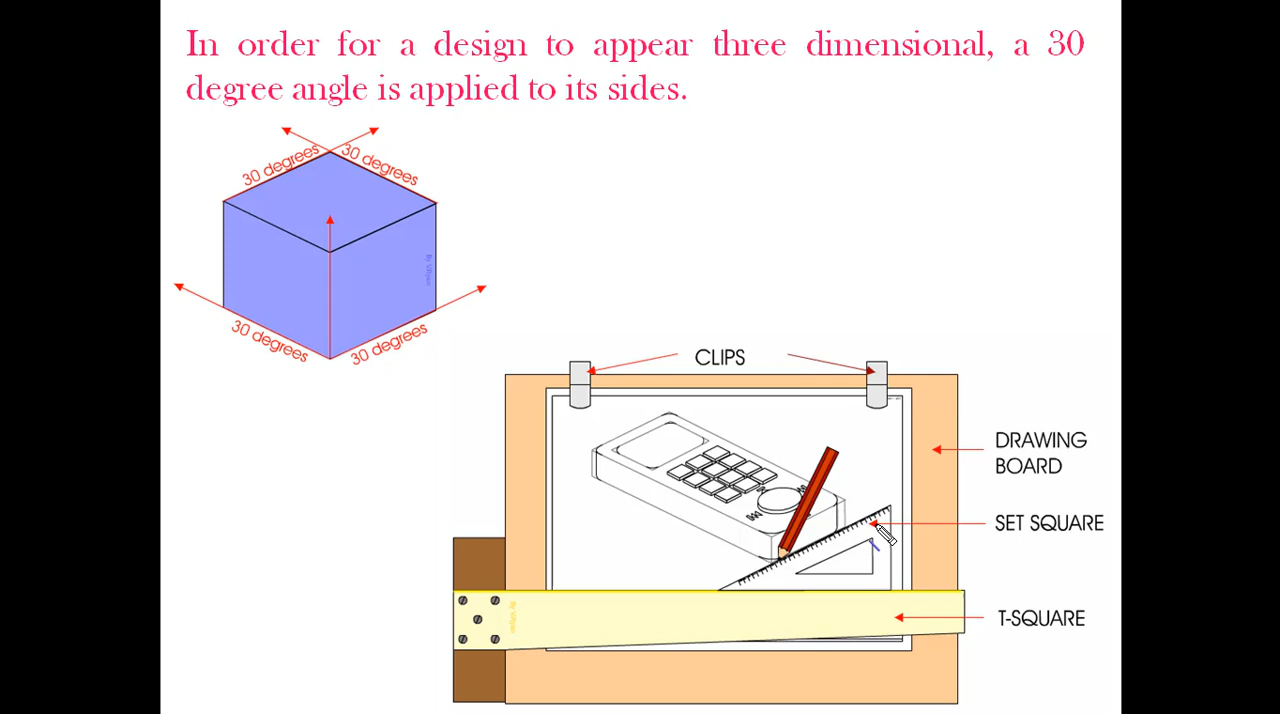 In order for a design to appear three dimensional, a 30
degree angle is applied to its sides.
30 degrees
30 degrees
30 degrees
30 degrees
CLIPS
DRAWING
BOARD
SET SQUARE
T-SQUARE